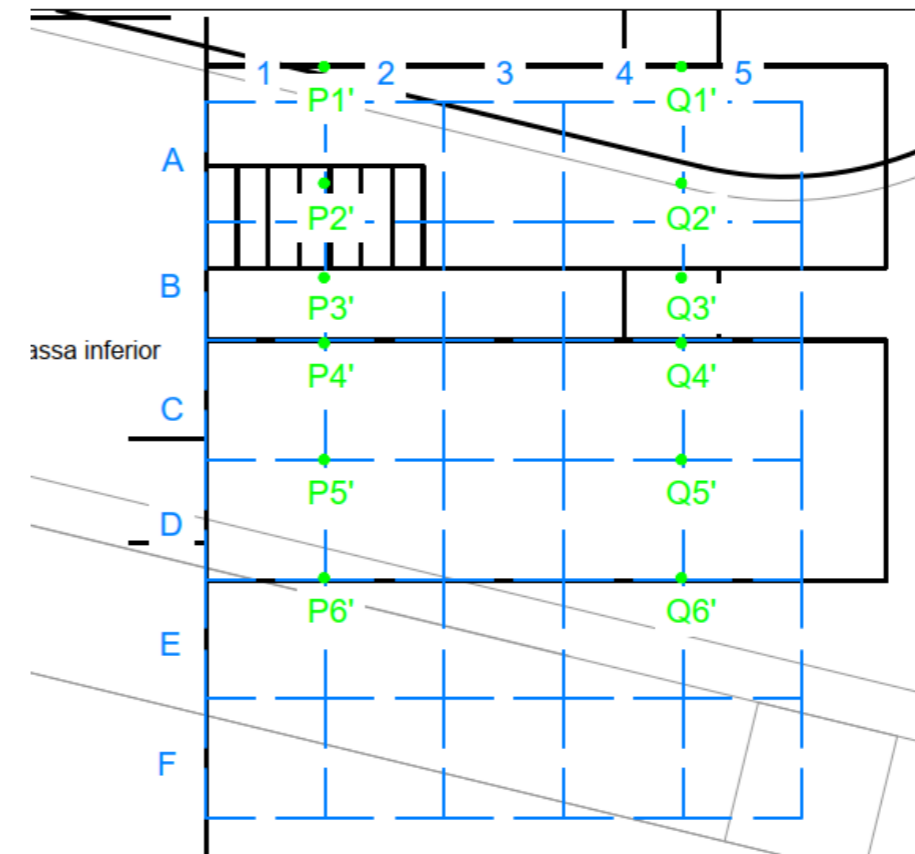 1 2 3 4 5
P1' Q1'
A
P2' Q2'
B
P3' Q3'
assa inferior
P4' Q4'
C
P5' Q5'
D
P6' Q6'
E
F